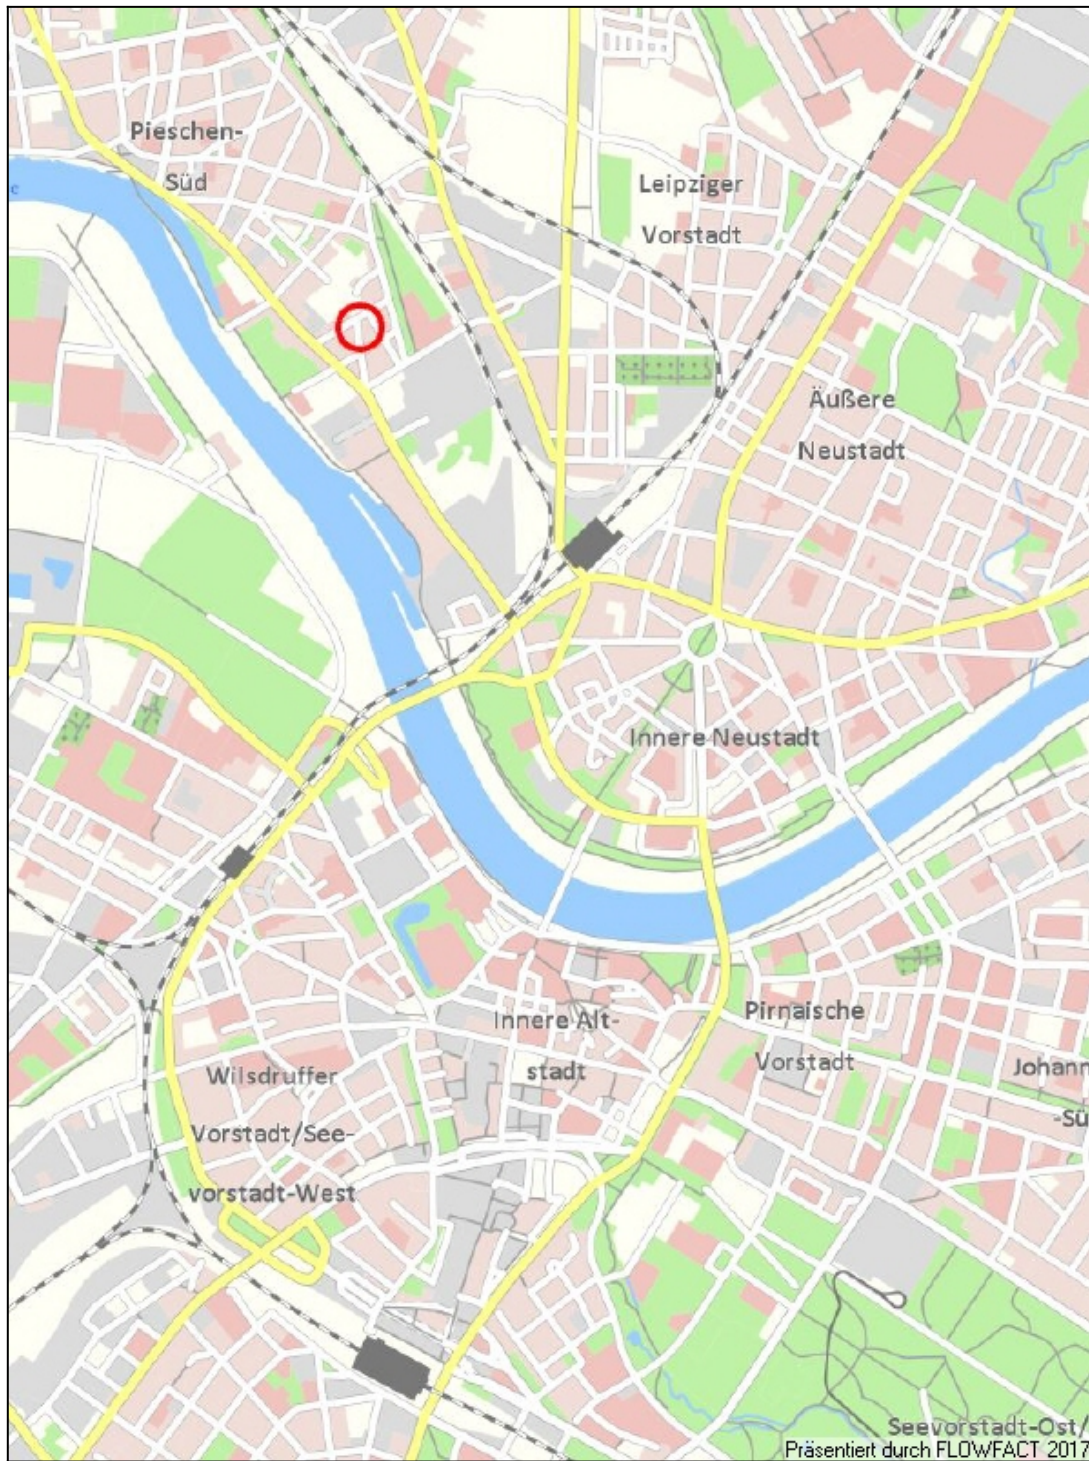 Pieschen-
Süd
Leipziger
Vorstadt
Äußere
Neustadt
Innere Neustadt
Innere Alt-
stadt
Pirnaische
Vorstadt
Johann
-Sü
Wilsdruffer
Vorstadt/See-
vorstadt-West
Seevorstadt-Ost/
Präsentiert durch FLOWFACT 2017